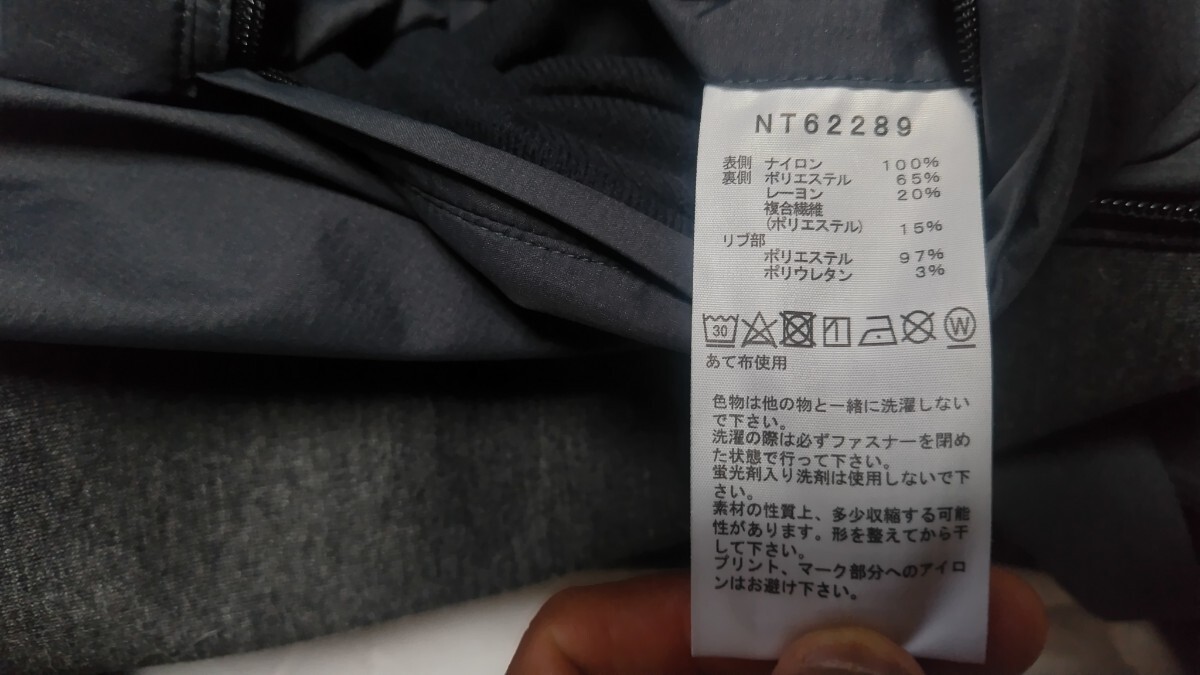 NT62289
表側 ナイロン 100%
裏側 ポリエステル 65%
レーヨン 20%
複合繊維
(ポリエステル) 15%
リブ部
ポリエステル 97%
ポリウレタン 3%
30 W
あて布使用
色物は他の物と一緒に洗濯しない
で下さい。
洗濯の際は必ずファスナーを閉め
た状態で行って下さい。
蛍光剤入り洗剤は使用しないで下
さい。
素材の性質上、多少収縮する可能
性があります。形を整えてから干
して下さい。
プリント、マーク部分へのアイロ
ンはお避け下さい。